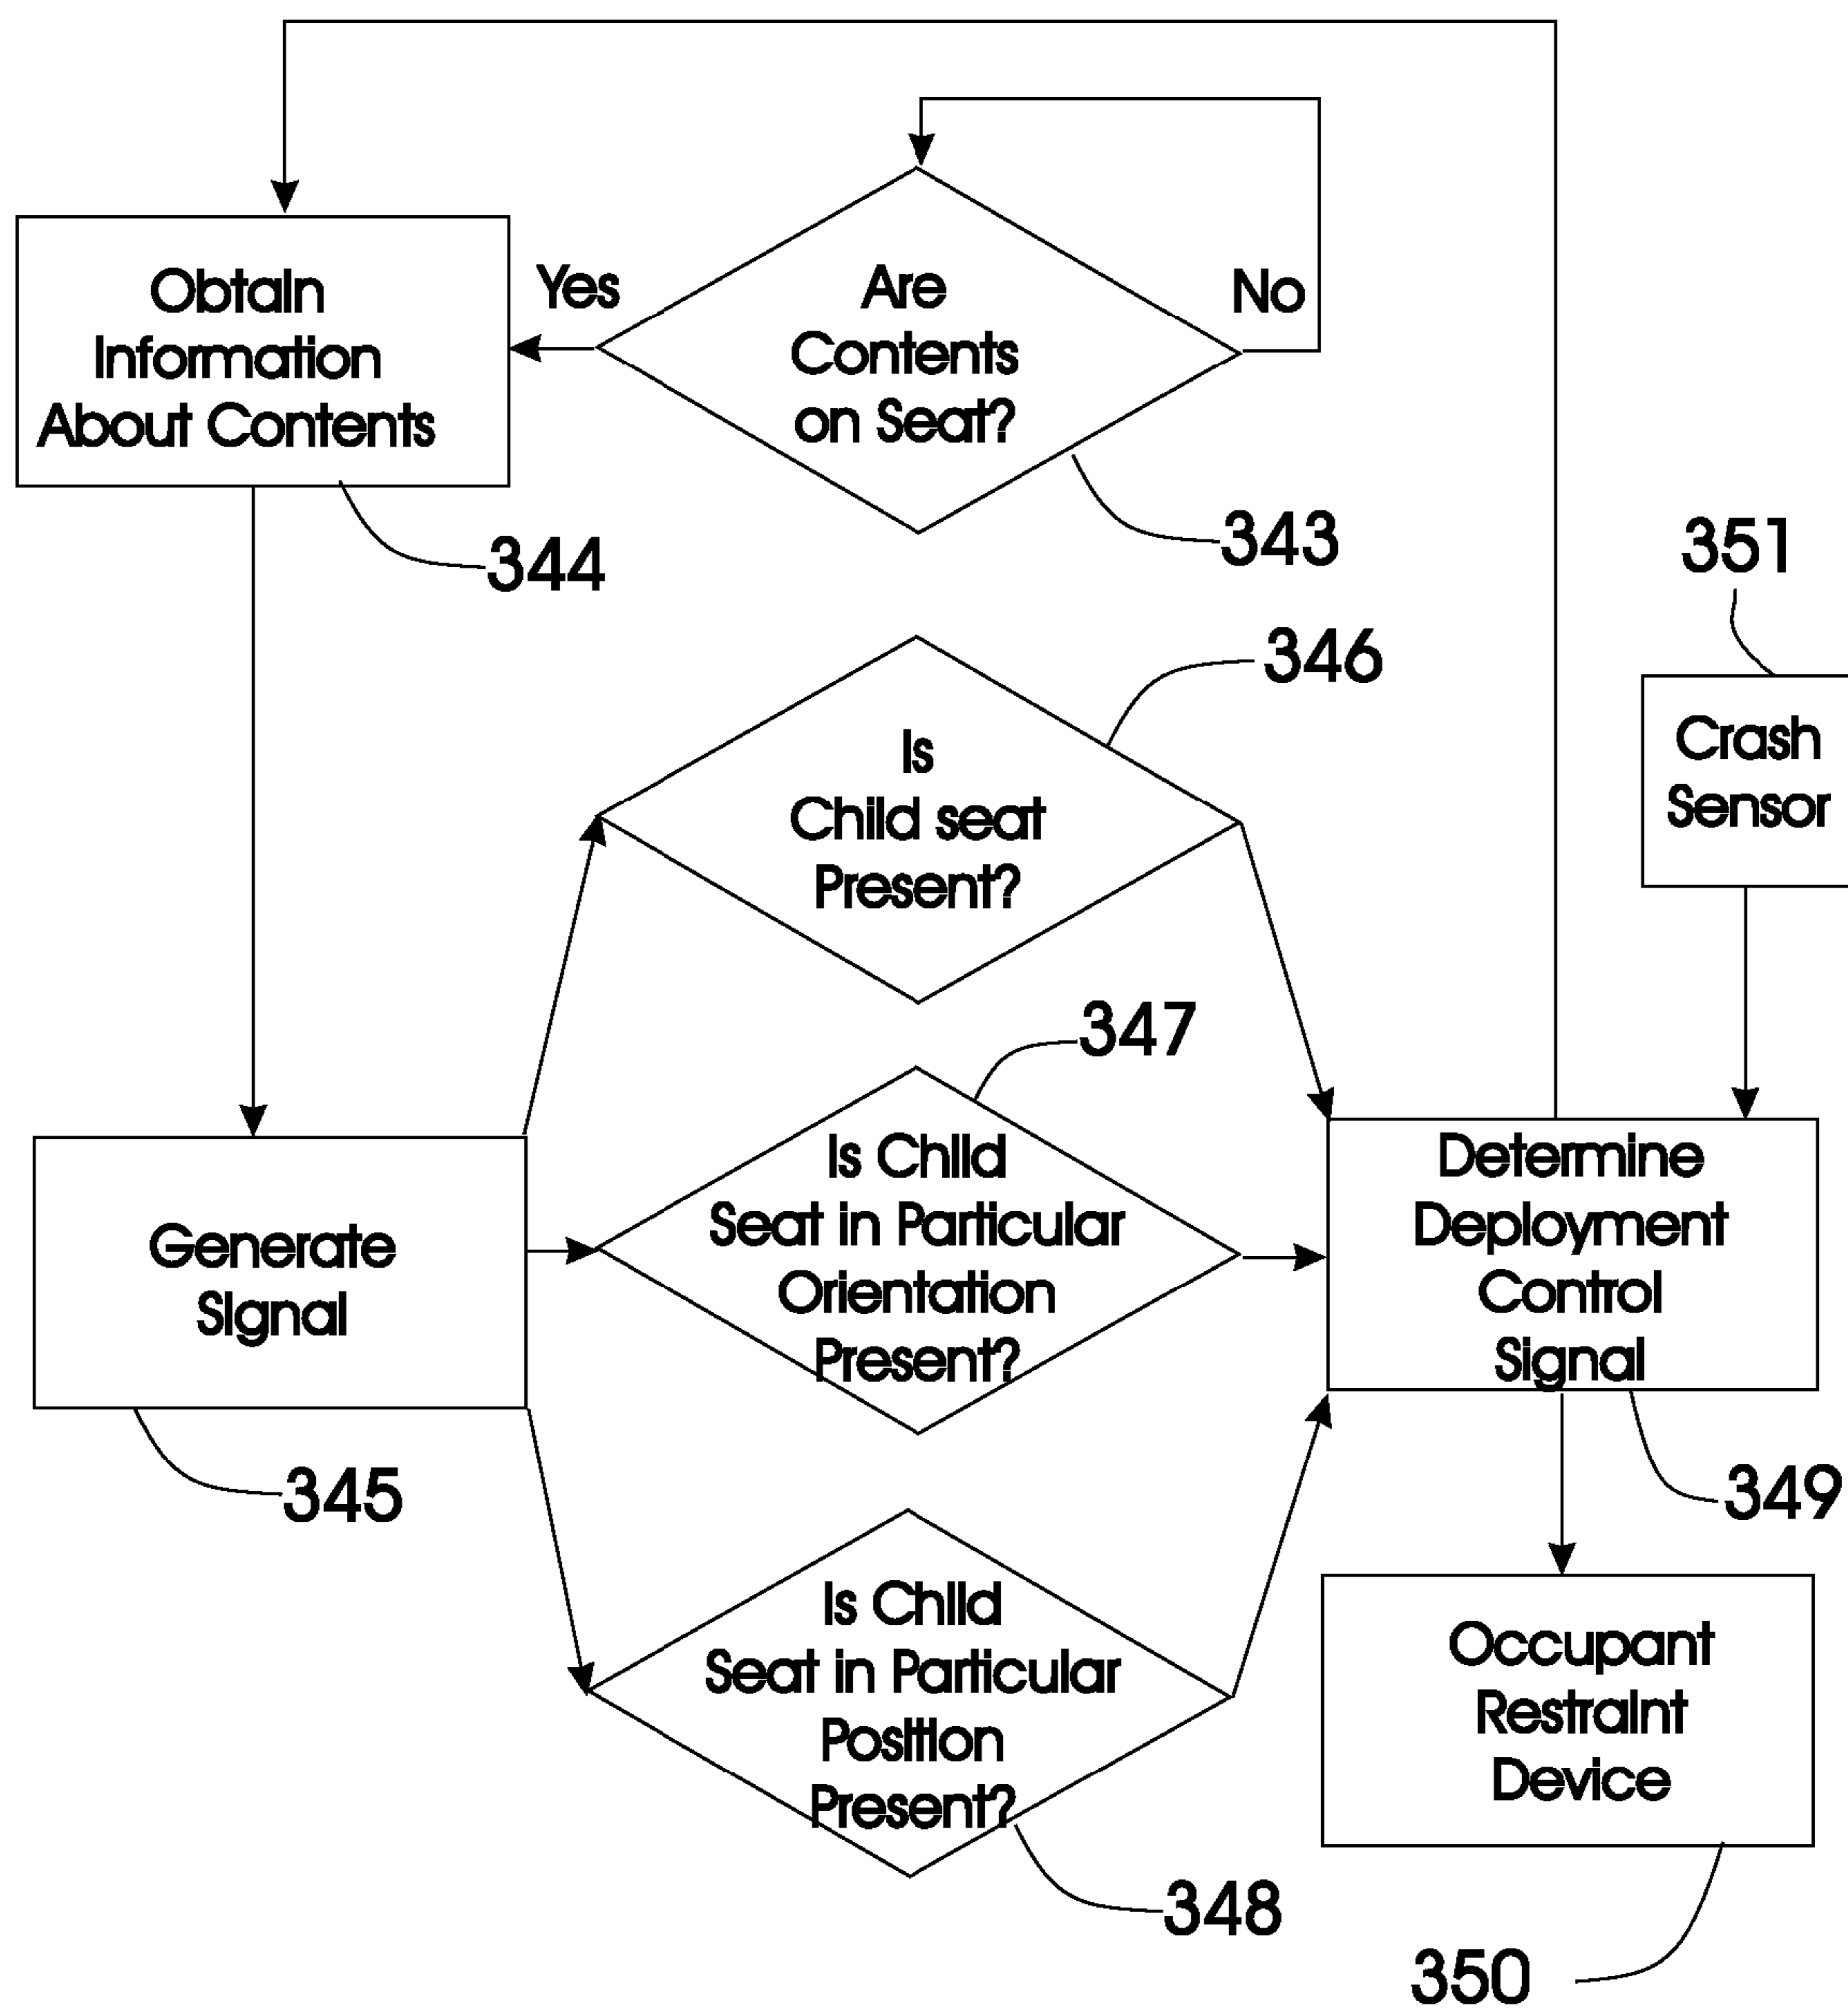 Obtain
Information
About Contents
Yes
Are
Contents
on Seat?
No
344
343
351
346
Is
Child seat
Present?
Crash
Sensor
347
Is Child
Seat in Particular
Orientation
Present?
Generate
Signal
Determine
Deployment
Control
Signal
345
349
Is Child
Seat in Particular
Position
Present?
Occupant
Restraint
Device
348
350